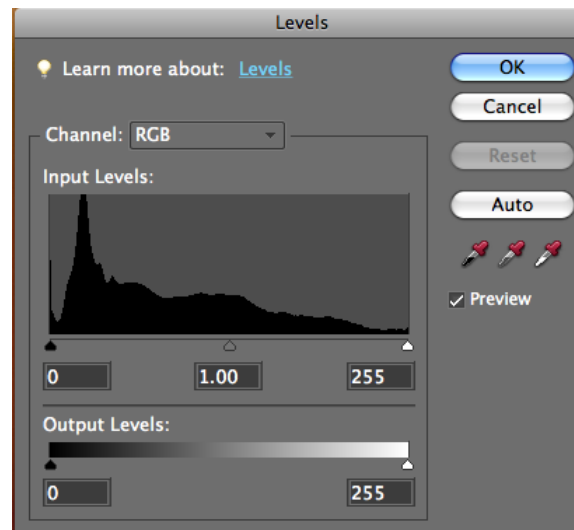 Levels
Learn more about: Levels
OK
Cancel
Channel: RGB
Reset
Input Levels:
Auto
Preview
0 1.00 255
Output Levels:
0 255